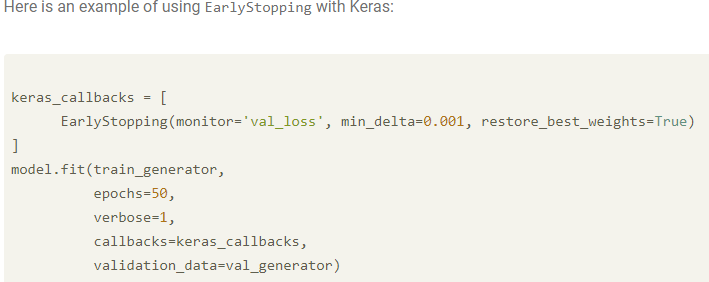 Here is an example of using EarlyStopping with Keras:
keras_callbacks = [
      EarlyStopping(monitor='val_loss', min_delta=0.001, restore_best_weights=True)
]
model.fit(train_generator,
          epochs=50,
          verbose=1,
          callbacks=keras_callbacks,
          validation_data=val_generator)